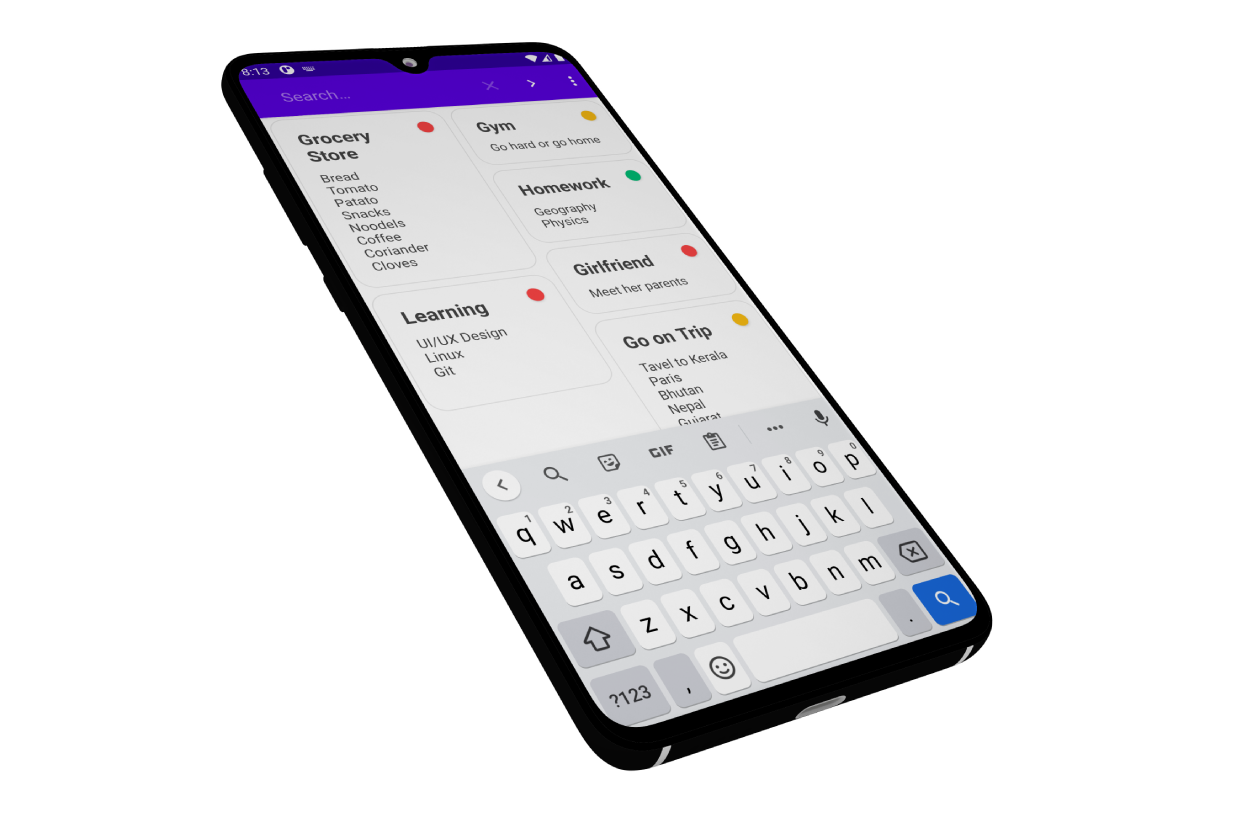 8:13
Search...
Grocery
Store
Bread
Tomato
Patato
Snacks
Noodels
Coffee
Coriander
Cloves
Learning
UI/UX Design
Linux
Git
Gym
Go hard or go home
Homework
Geography
Physics
Girlfriend
Meet her parents
Go on Trip
Tavel to Kerala
Paris
Bhutan
Nepal
Gujarat
GIF
1 2 3 4 5 6 7 8 9 0
q w e r t y u i o p
a s d f g h j k l
z x c v b n m
?123 , .